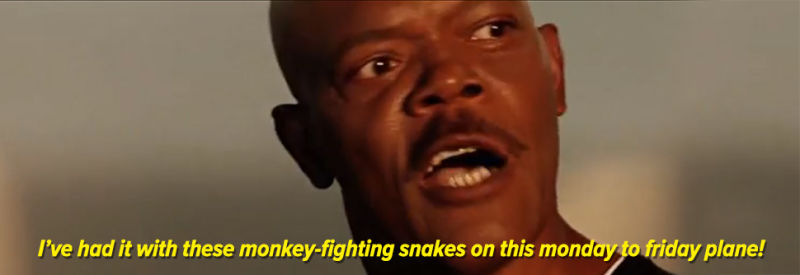 I've had it with these monkey-fighting snakes on this monday to friday plane!